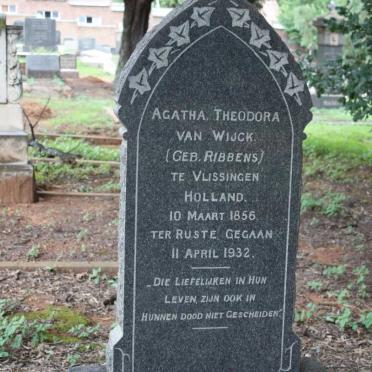 Agatha. Theodora
van Wijck.
(Geb. Ribbens)
te Vlissingen
Holland.
10 Maart 1856.
ter Ruste Gegaan
11 April 1932.
„Die Liefelijken in Hun
Leven, zijn ook in
Hunnen dood niet Gescheiden”.